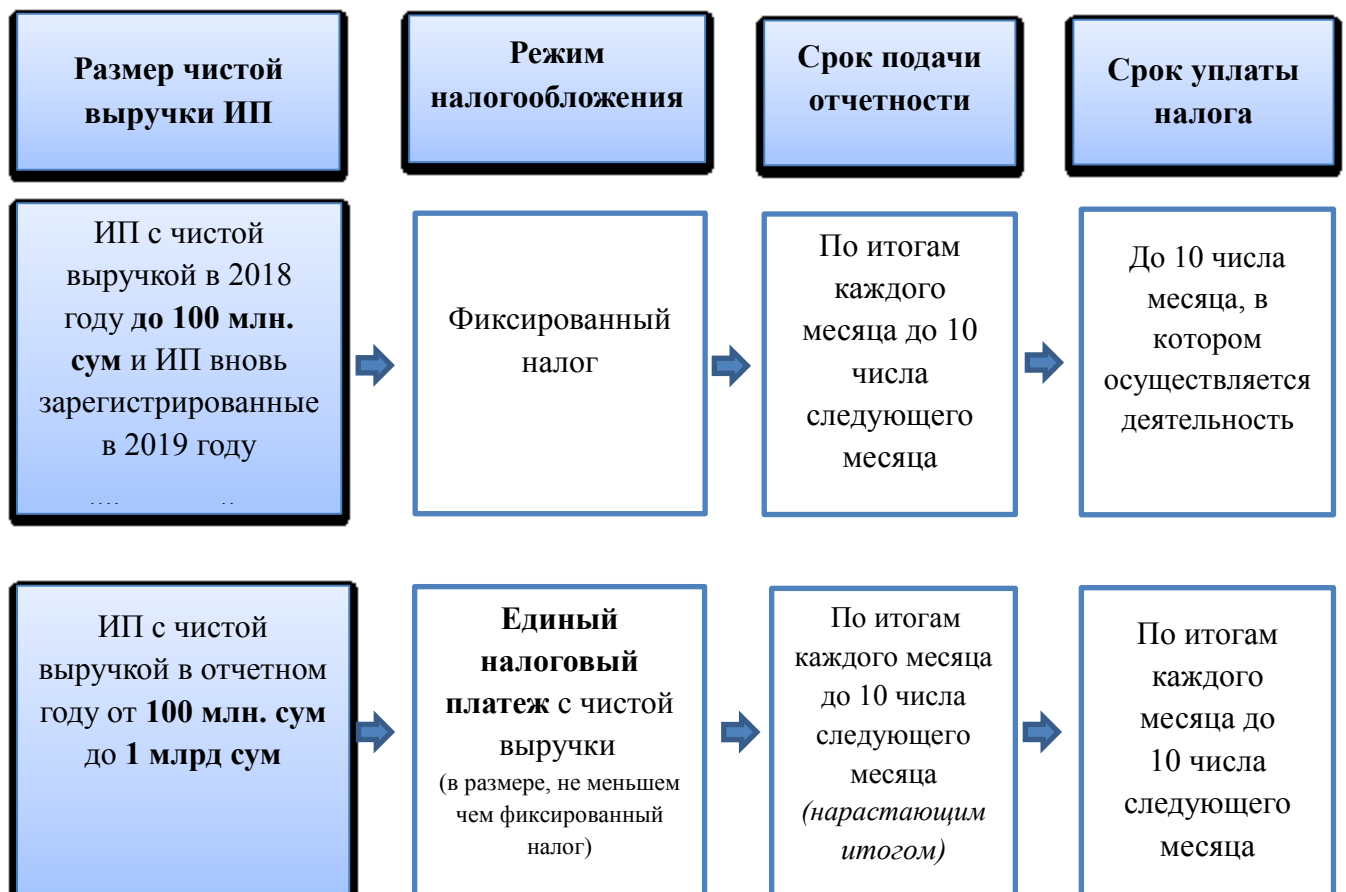 Размер чистой
выручки ИП
Режим
налогообложения
Срок подачи
отчетности
Срок уплаты
налога
ИП с чистой
выручкой в 2018
году до 100 млн.
сум и ИП вновь
зарегистрированные
в 2019 году
Фиксированный
налог
По итогам
каждого
месяца до 10
числа
следующего
месяца
До 10 числа
месяца, в
котором
осуществляется
деятельность
ИП с чистой
выручкой в отчетном
году от 100 млн. сум
до 1 млрд сум
Единый
налоговый
платеж с чистой
выручки
(в размере, не меньшем
чем фиксированный
налог)
По итогам
каждого месяца
до 10 числа
следующего
месяца
(нарастающим
итогом)
По итогам
каждого
месяца до
10 числа
следующего
месяца